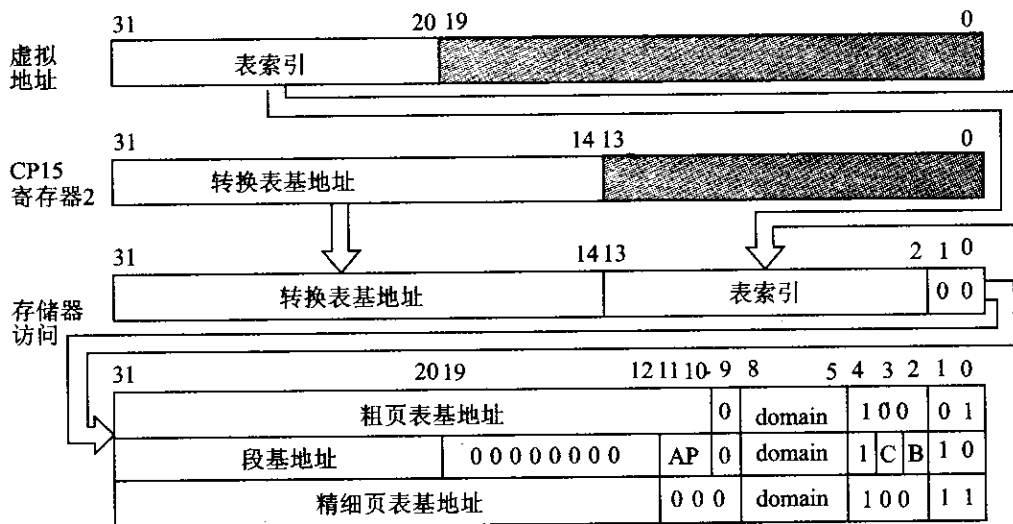 31 20 19 0
虚拟
地址
表索引
31 14 13 0
CP15
寄存器2
转换表基地址
31 14 13 2 1 0
存储器
访问
转换表基地址 表索引 0 0
31 20 19 12 11 10 9 8 5 4 3 2 1 0
粗页表基地址 0 domain 1 0 0 0 1
段基地址 0 0 0 0 0 0 0 0 AP 0 domain 1 C B 1 0
精细页表基地址 0 0 0 domain 1 0 0 1 1